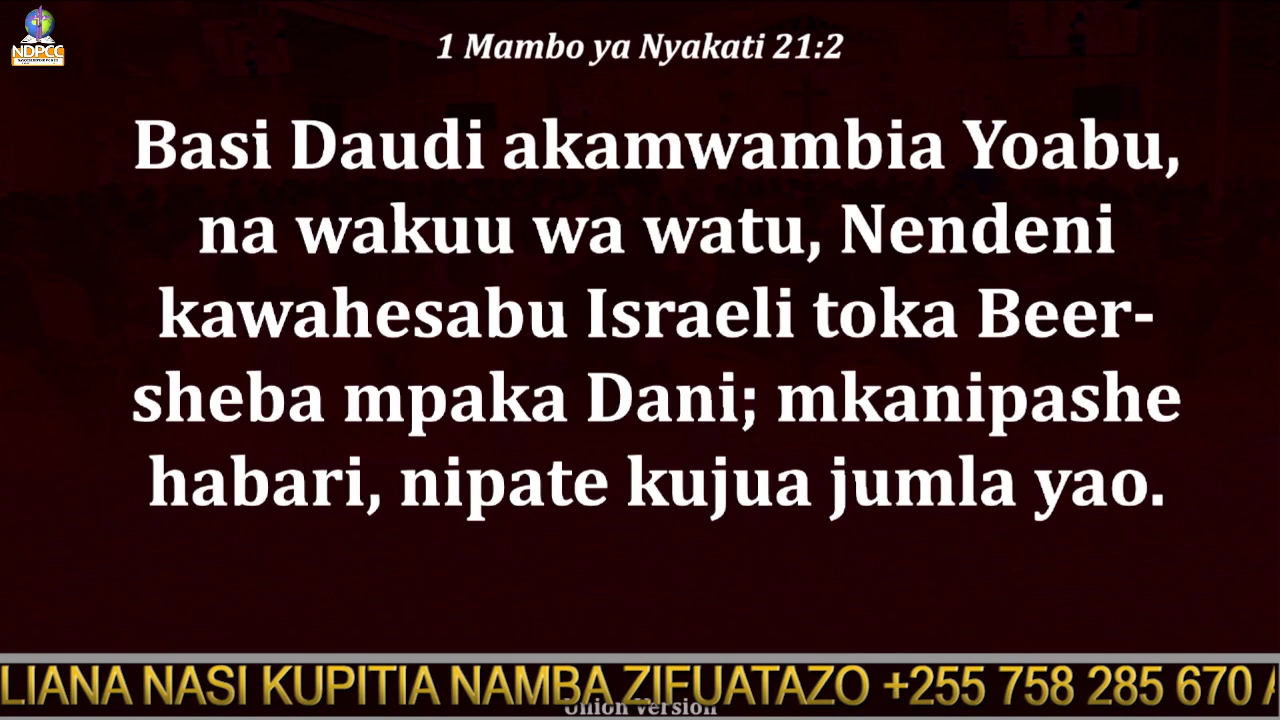 NDPCC
1 Mambo ya Nyakati 21:2
Basi Daudi akamwambia Yoabu,
na wakuu wa watu, Nendeni
kawahesabu Israeli toka Beer-
sheba mpaka Dani; mkanipashe
habari, nipate kujua jumla yao.
LIANA NASI KUPITIA NAMBA ZIFUATAZO +255 758 285 670
Union Version